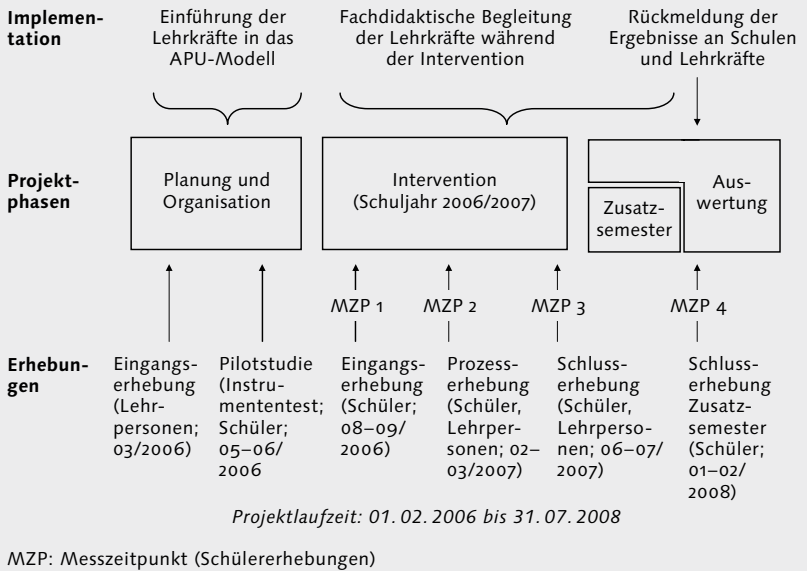 Implemen-
tation
Einführung der
Lehrkräfte in das
APU-Modell
Fachdidaktische Begleitung
der Lehrkräfte während
der Intervention
Rückmeldung der
Ergebnisse an Schulen
und Lehrkräfte
Projekt-
phasen
Planung und
Organisation
Intervention
(Schuljahr 2006/2007)
Zusatz-
semester
Aus-
wertung
MZP 1
MZP 2
MZP 3
MZP 4
Erhebun-
gen
Eingangs-
erhebung
(Lehr-
personen;
03/2006)
Pilotstudie
(Instru-
mententest;
Schüler;
05–06/
2006
Eingangs-
erhebung
(Schüler;
08–09/
2006)
Prozess-
erhebung
(Schüler,
Lehrper-
sonen; 02–
03/2007)
Schluss-
erhebung
(Schüler,
Lehrperso-
nen; 06–07/
2007)
Schluss-
erhebung
Zusatz-
semester
(Schüler;
01–02/
2008)
Projektlaufzeit: 01. 02. 2006 bis 31. 07. 2008
MZP: Messzeitpunkt (Schülererhebungen)